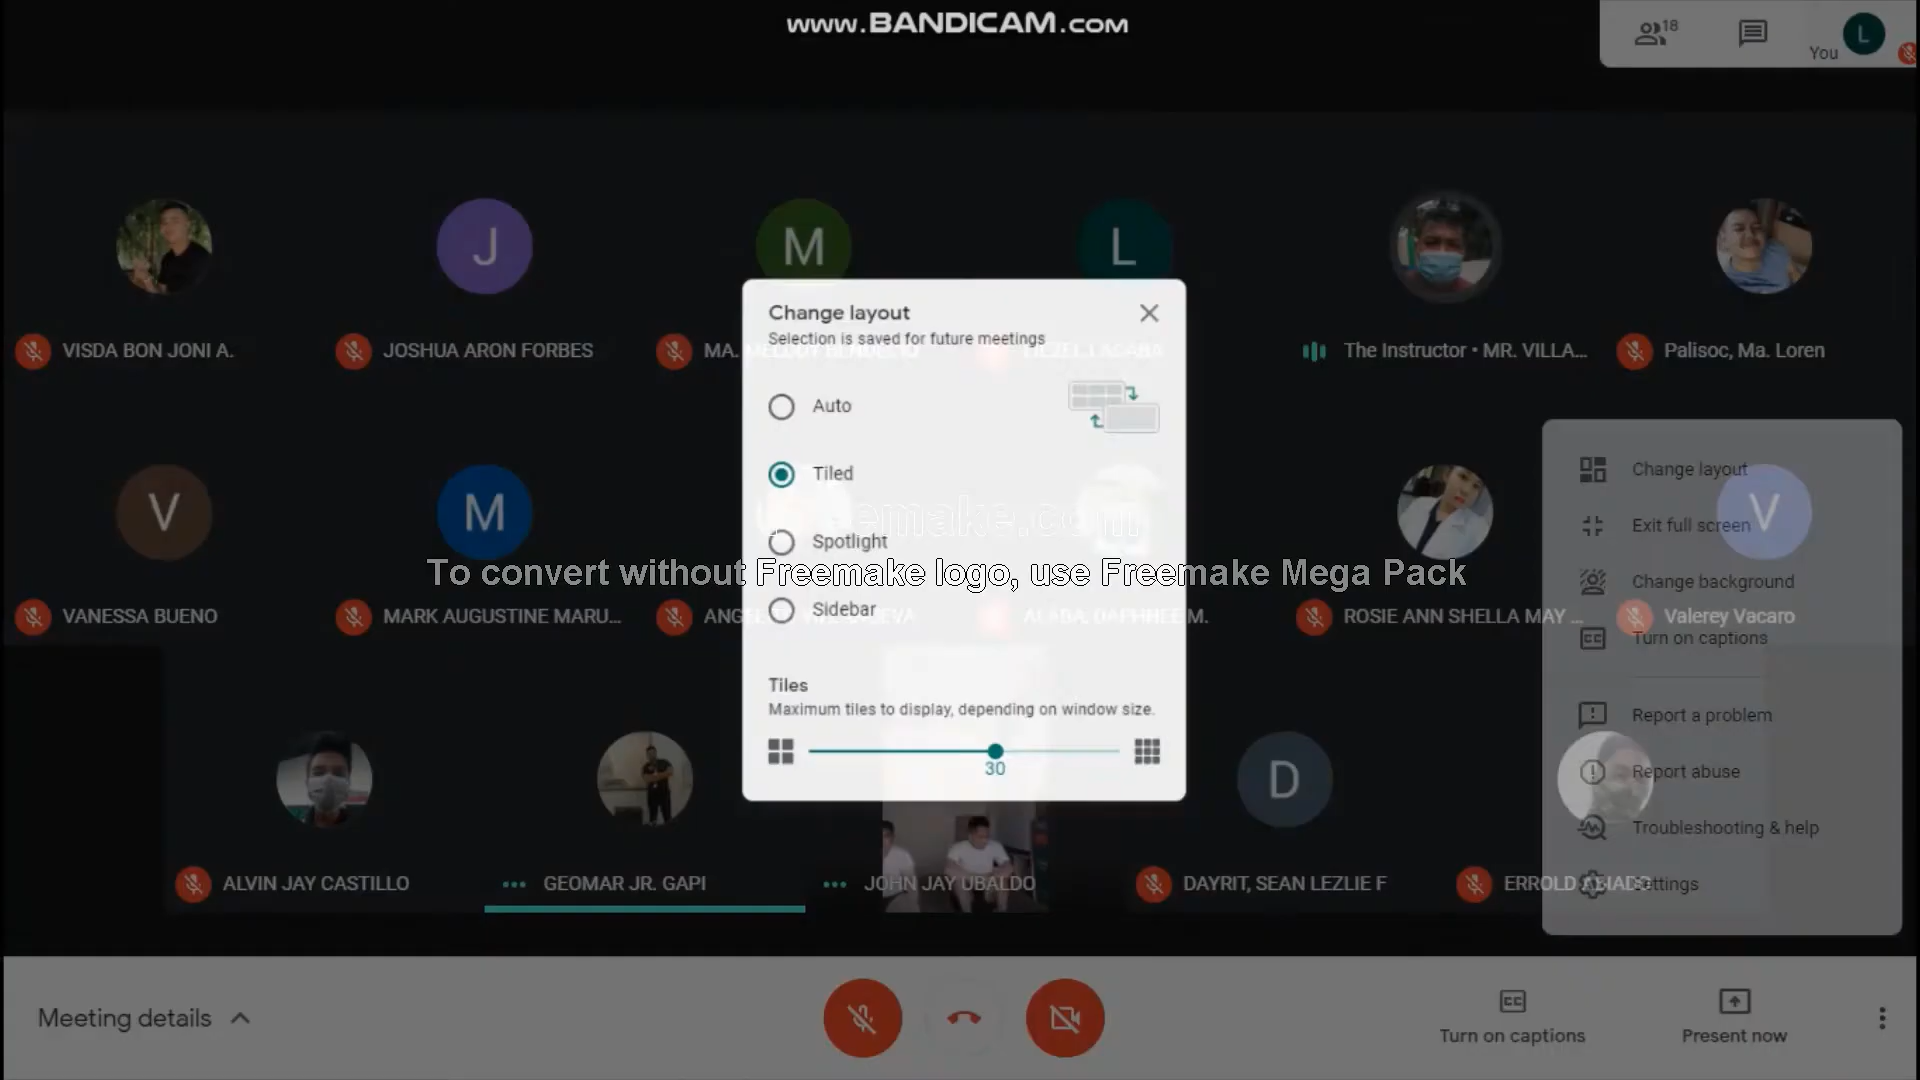 www.BANDICAM.com
18
You
L
J
M
L
VISDA BON JONI A.
JOSHUA ARON FORBES
MA.
The Instructor • MR. VILLA...
Palisoc, Ma. Loren
Change layout
Selection is saved for future meetings
Auto
Tiled
Spotlight
Sidebar
Tiles
Maximum tiles to display, depending on window size.
30
To convert without Freemake logo, use Freemake Mega Pack
V
M
V
VANESSA BUENO
MARK AUGUSTINE MARU...
ALABA, DAPHNEE M.
ROSIE ANN SHELLA MAY ...
Valerey Vacaro
Change layout
Exit full screen
Change background
Turn on captions
Report a problem
Report abuse
Troubleshooting & help
Settings
D
ALVIN JAY CASTILLO
GEOMAR JR. GAPI
JOHN JAY UBALDO
DAYRIT, SEAN LEZLIE F
ERROLD
Meeting details
Turn on captions
Present now